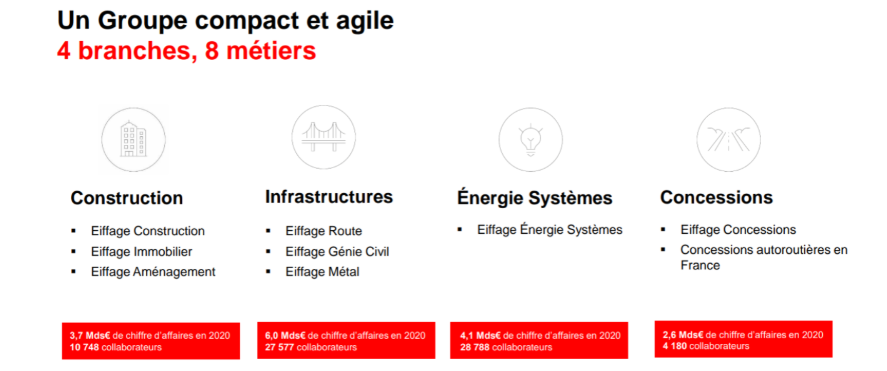 Un Groupe compact et agile
4 branches, 8 métiers
Construction
▪ Eiffage Construction
▪ Eiffage Immobilier
▪ Eiffage Aménagement
3,7 Mds€ de chiffre d'affaires en 2020
10 748 collaborateurs
Infrastructures
▪ Eiffage Route
▪ Eiffage Génie Civil
▪ Eiffage Métal
6,0 Mds€ de chiffre d'affaires en 2020
27 577 collaborateurs
Énergie Systèmes
▪ Eiffage Énergie Systèmes
4,1 Mds€ de chiffre d'affaires en 2020
28 788 collaborateurs
Concessions
▪ Eiffage Concessions
▪ Concessions autoroutières en
France
2,6 Mds€ de chiffre d'affaires en 2020
4 180 collaborateurs